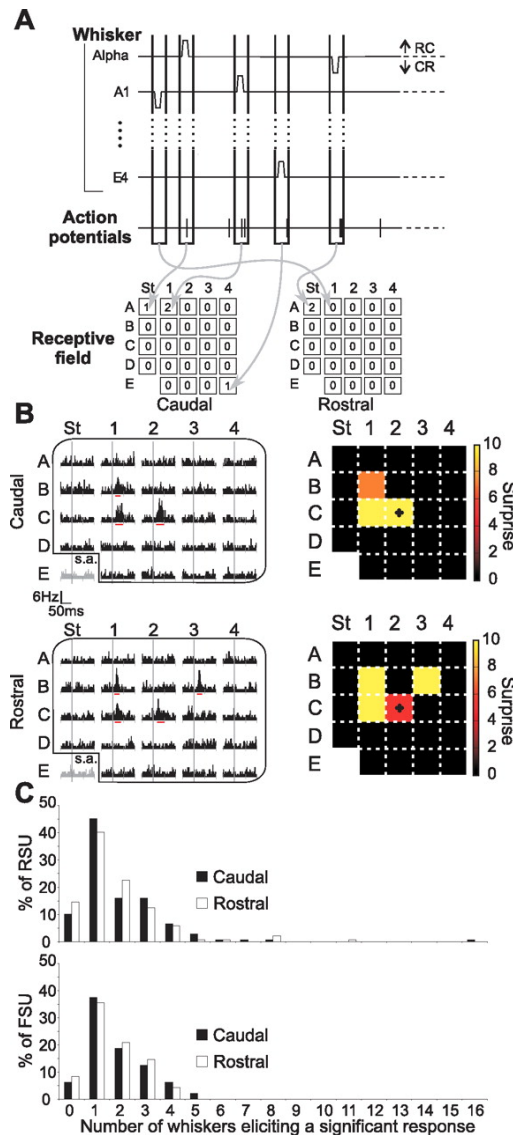 A
Whisker
Alpha
RC
CR
A1
E4
Action
potentials
St 1 2 3 4
St 1 2 3 4
A 1 2 0 0 0
A 2 0 0 0 0
B 0 0 0 0 0
B 0 0 0 0 0
C 0 0 0 0 0
C 0 0 0 0 0
D 0 0 0 0 0
D 0 0 0 0 0
E 0 0 0 1
E 0 0 0 0
Receptive
field
Caudal
Rostral
B
St 1 2 3 4
St 1 2 3 4
Caudal
A
B
C
D
E
s.a.
A
B
C
D
E
10
8
6
4
2
0
Surprise
6Hz
50ms
St 1 2 3 4
St 1 2 3 4
Rostral
A
B
C
D
E
s.a.
A
B
C
D
E
10
8
6
4
2
0
Surprise
C
% of RSU
50
40
30
20
10
0
Caudal
Rostral
% of FSU
50
40
30
20
10
0
Caudal
Rostral
0 1 2 3 4 5 6 7 8 9 10 11 12 13 14 15 16
Number of whiskers eliciting a significant response